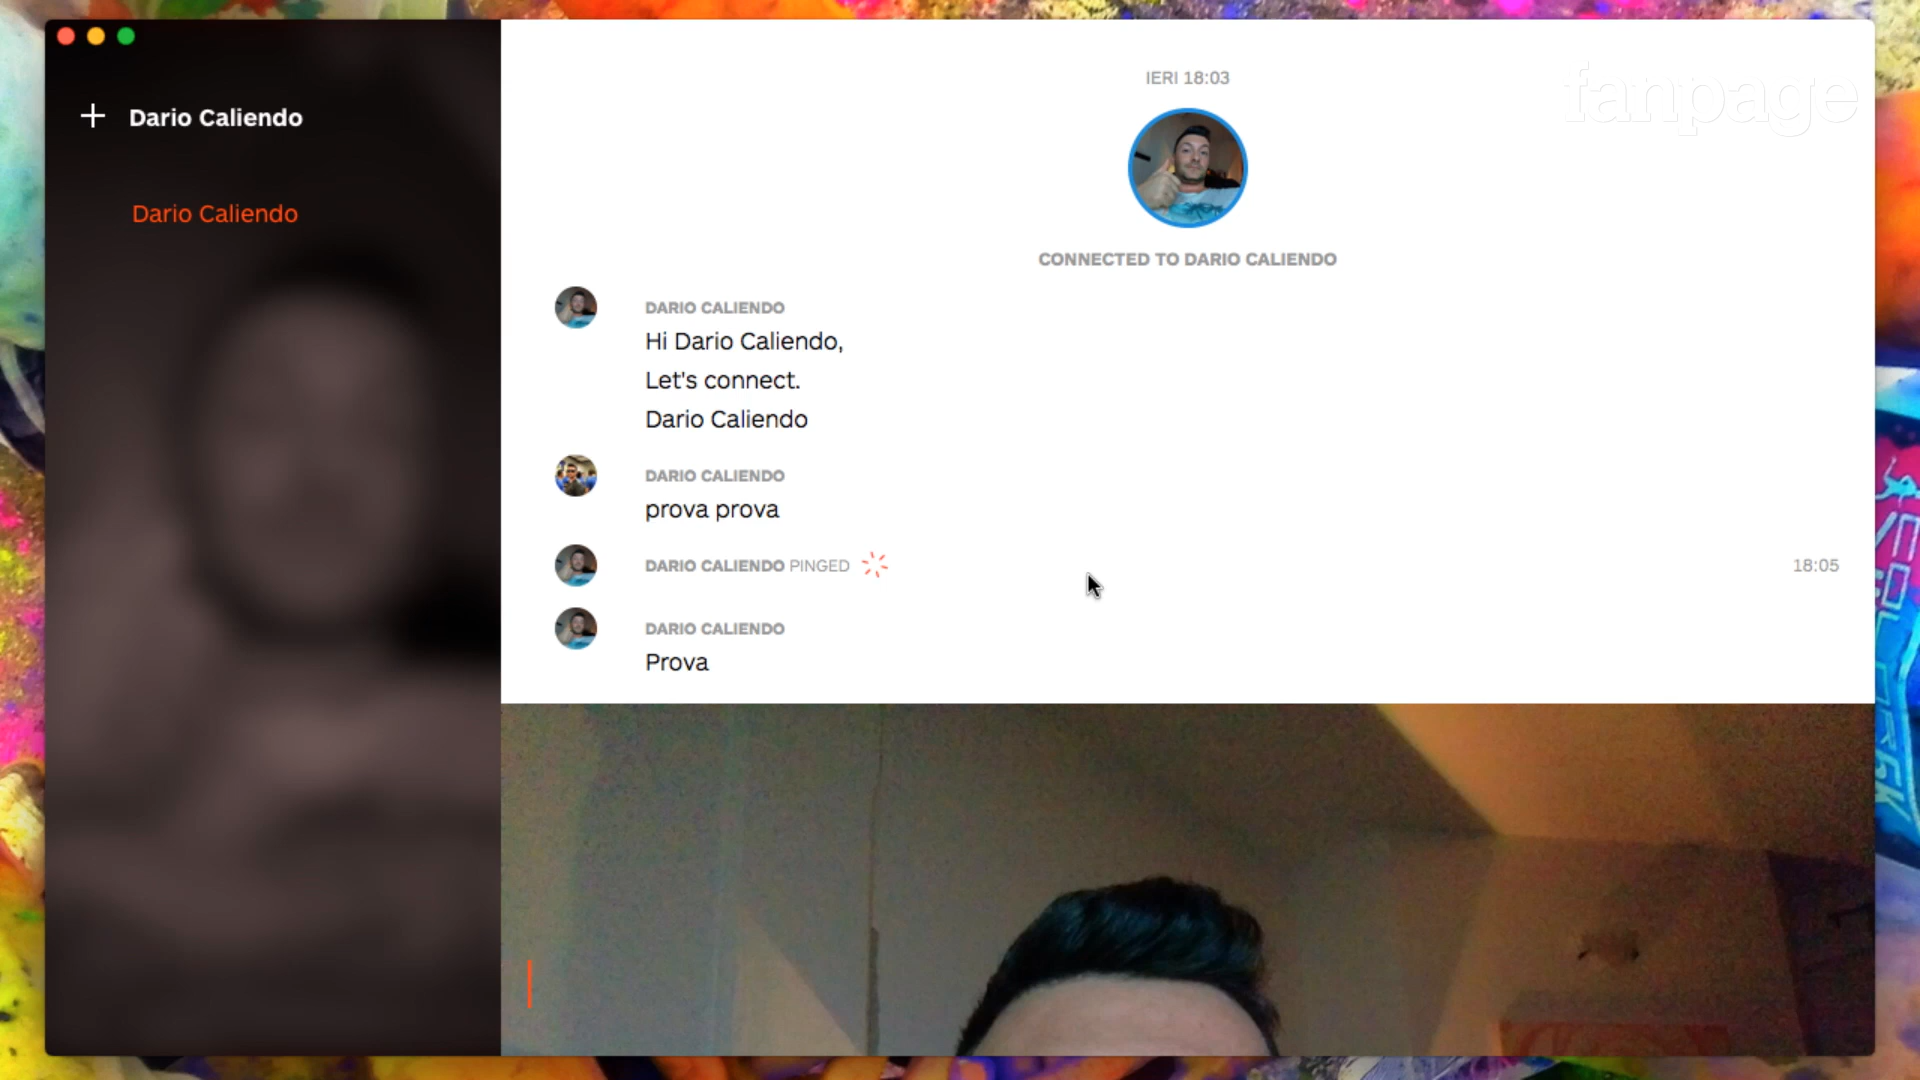 fanpage
IERI 18:03
Dario Caliendo
Dario Caliendo
CONNECTED TO DARIO CALIENDO
DARIO CALIENDO
Hi Dario Caliendo,
Let's connect.
Dario Caliendo
DARIO CALIENDO
prova prova
DARIO CALIENDO PINGED
18:05
DARIO CALIENDO
Prova